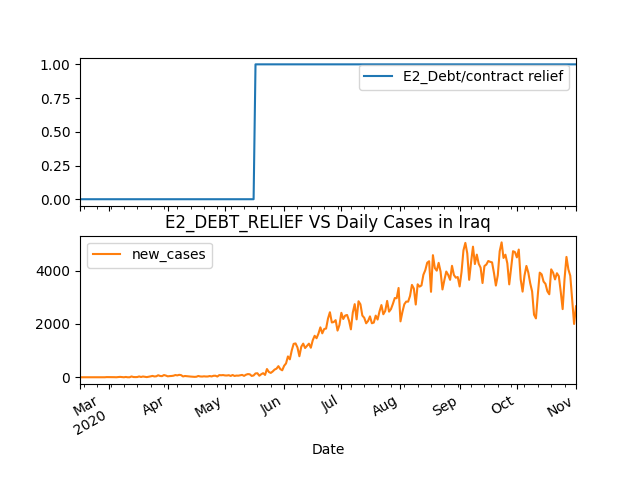 1.00
0.75
0.50
0.25
0.00
E2_Debt/contract relief
E2_DEBT_RELIEF VS Daily Cases in Iraq
new_cases
4000
2000
0
Mar
2020
Apr
May
Jun
Jul
Aug
Sep
Oct
Nov
Date